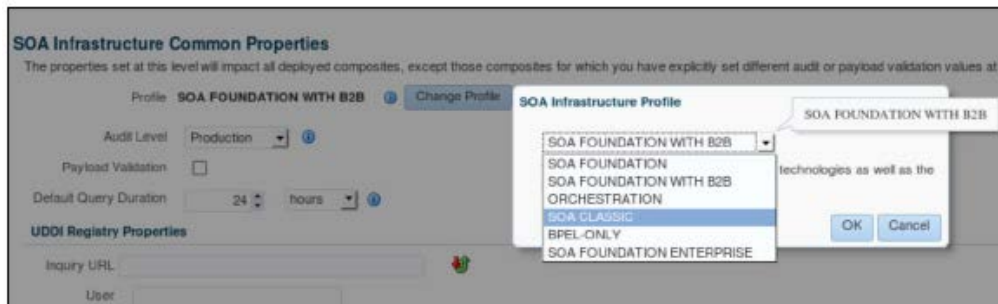 SOA Infrastructure Common Properties
The properties set at this level will impact all deployed composites, except those composites for which you have explicitly set different audit or payload validation values at
Profile SOA FOUNDATION WITH B2B Change Profile
Audit Level Production
Payload Validation
Default Query Duration 24 hours
UDDI Registry Properties
Inquiry URL
User
SOA Infrastructure Profile
SOA FOUNDATION WITH B2B
SOA FOUNDATION WITH B2B
SOA FOUNDATION
SOA FOUNDATION WITH B2B
ORCHESTRATION
SOA CLASSIC
BPEL-ONLY
SOA FOUNDATION ENTERPRISE
technologies as well as the
OK Cancel